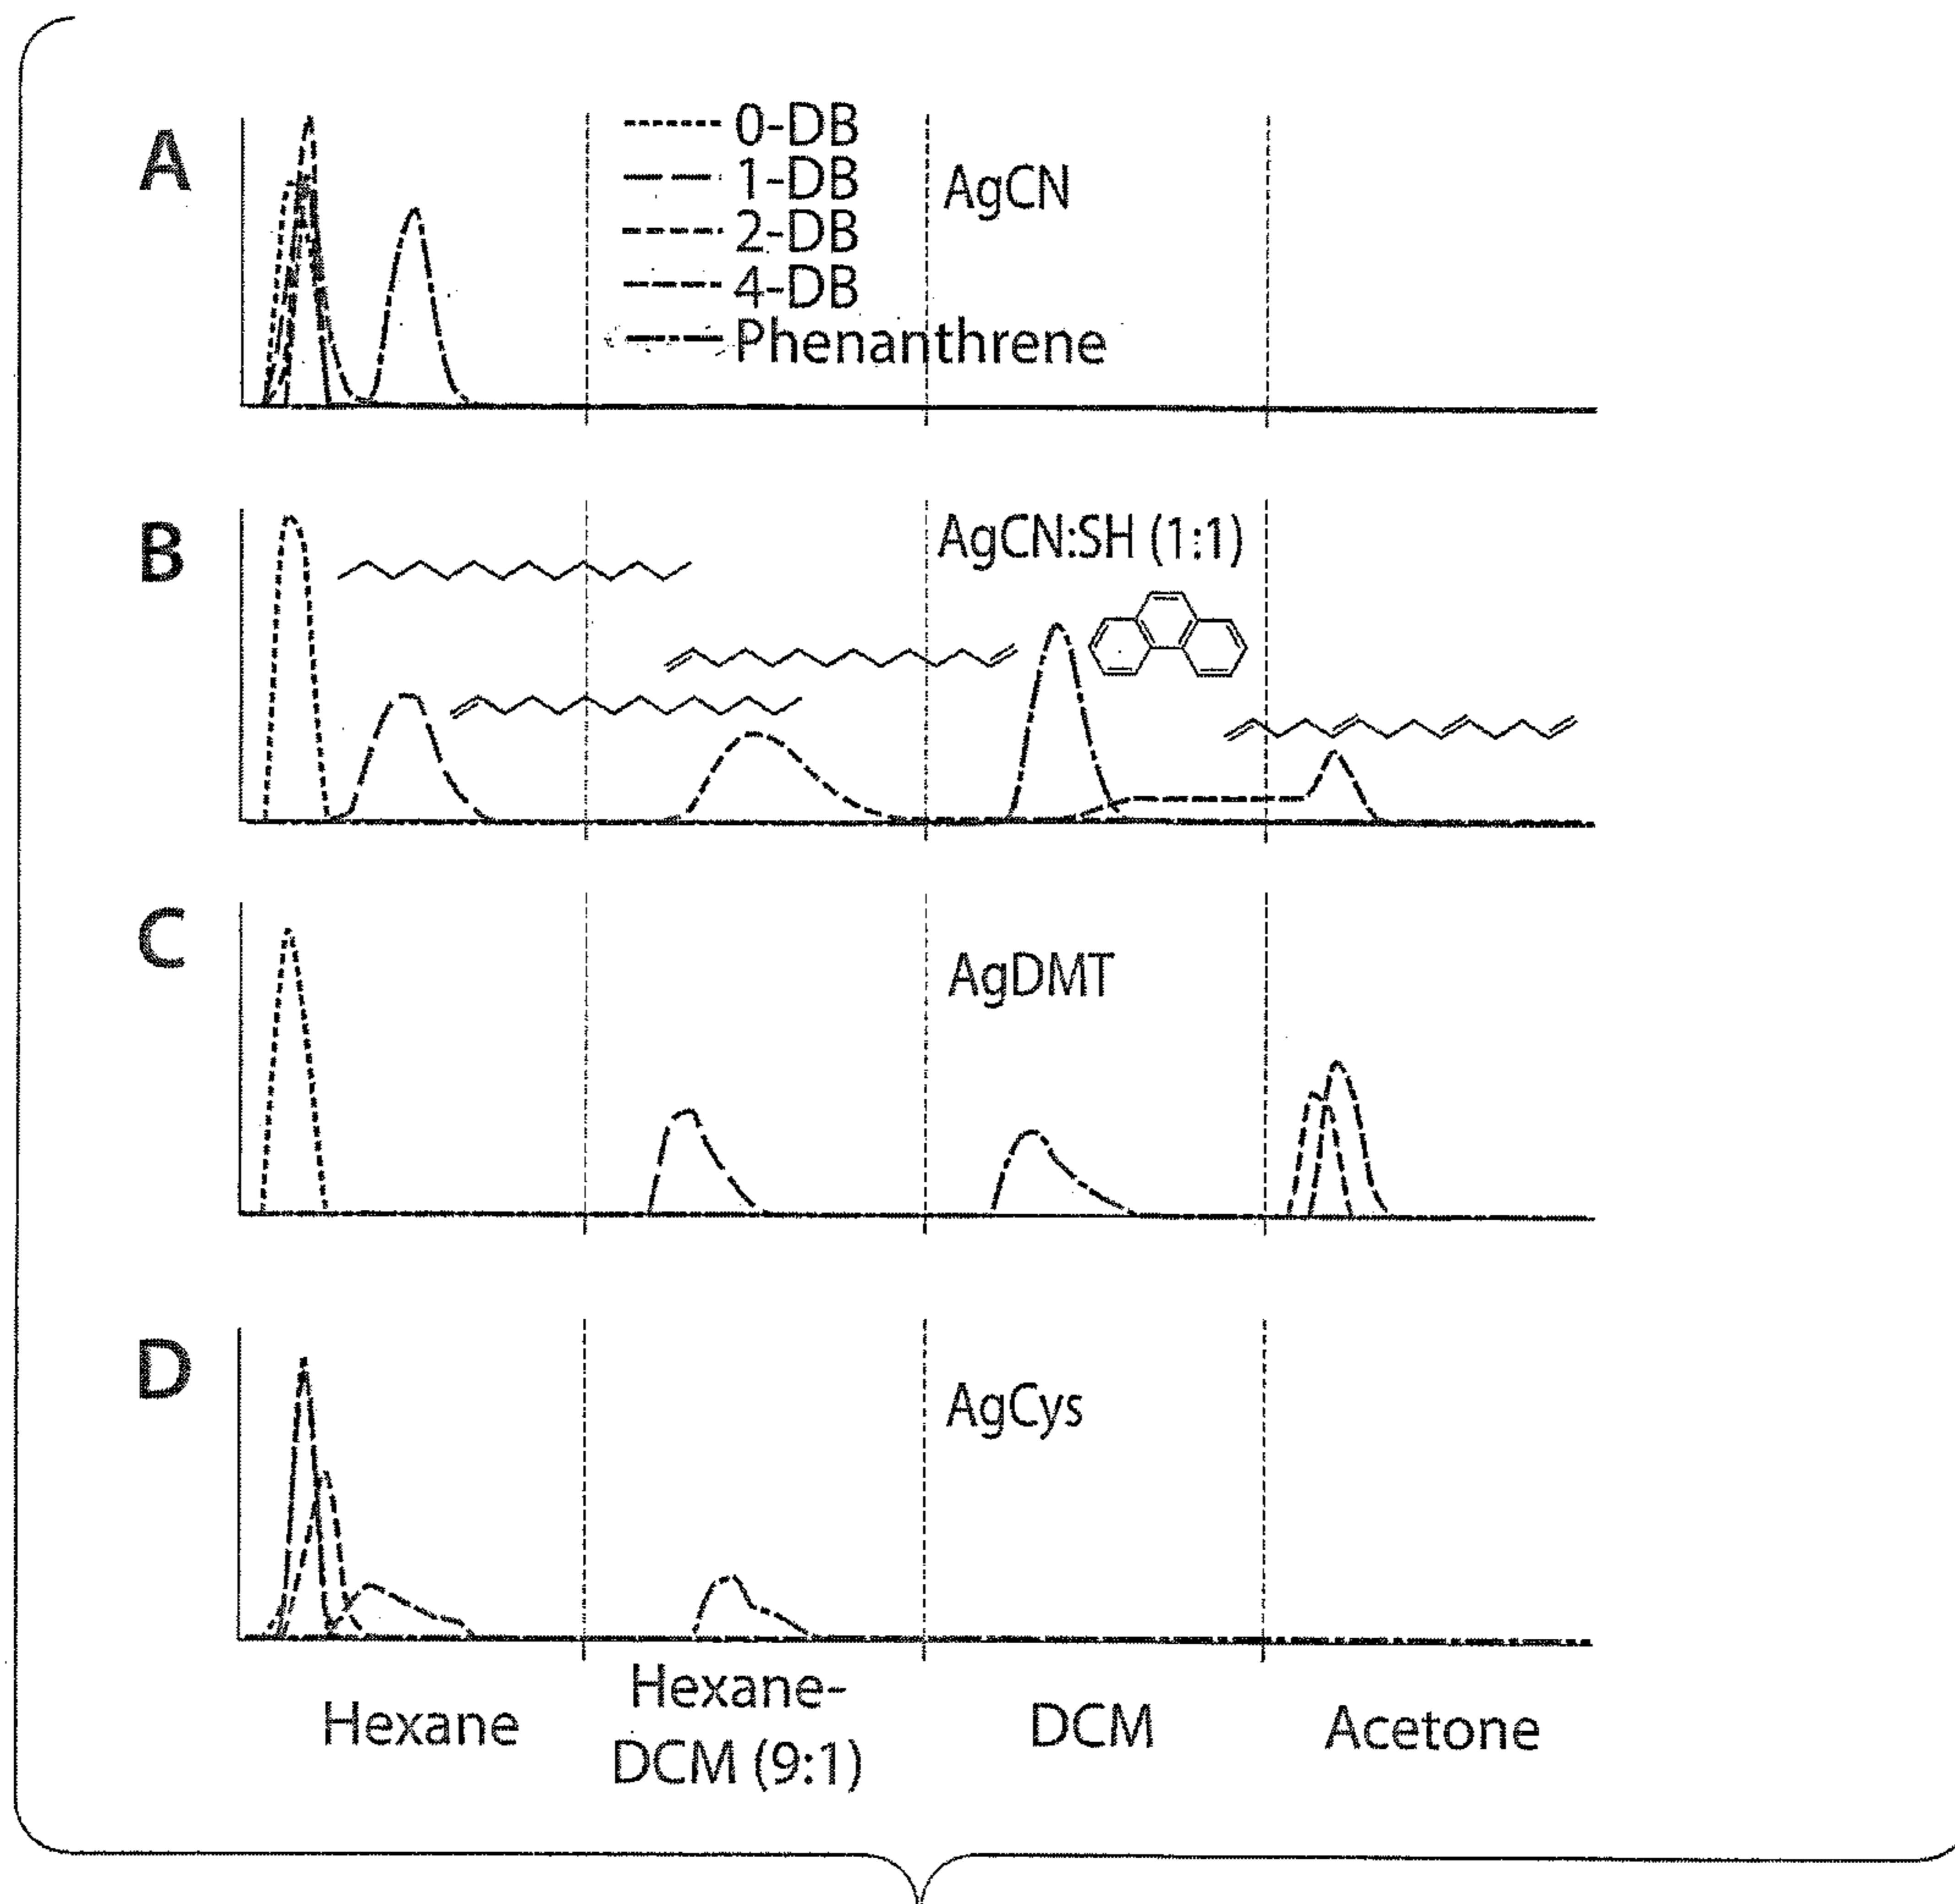 A
0-DB
1-DB
2-DB
4-DB
Phenanthrene
AgCN
B
AgCN:SH (1:1)
C
AgDMT
D
AgCys
Hexane
Hexane-
DCM (9:1)
DCM
Acetone